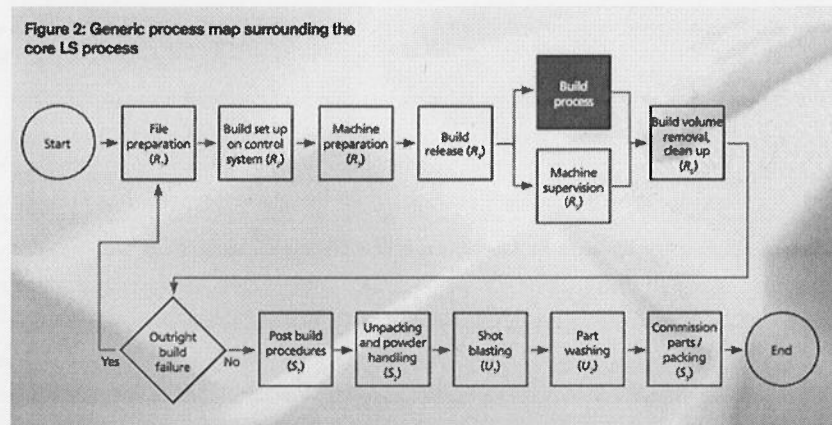 Figure 2: Generic process map surrounding the
core LS process
Start
File
preparation (R₁)
Build set up
on control
system (R₂)
Machine
preparation (R₃)
Build
release (R₄)
Build
process
Machine
supervision
(R₅)
Build volume
removal,
clean up
(R₆)
Yes
Outright
build
failure
No
Post build
procedures
(S₁)
Unpacking
and powder
handling
(S₂)
Shot
blasting
(U₁)
Part
washing
(U₂)
Commission
parts /
packing
(S₃)
End